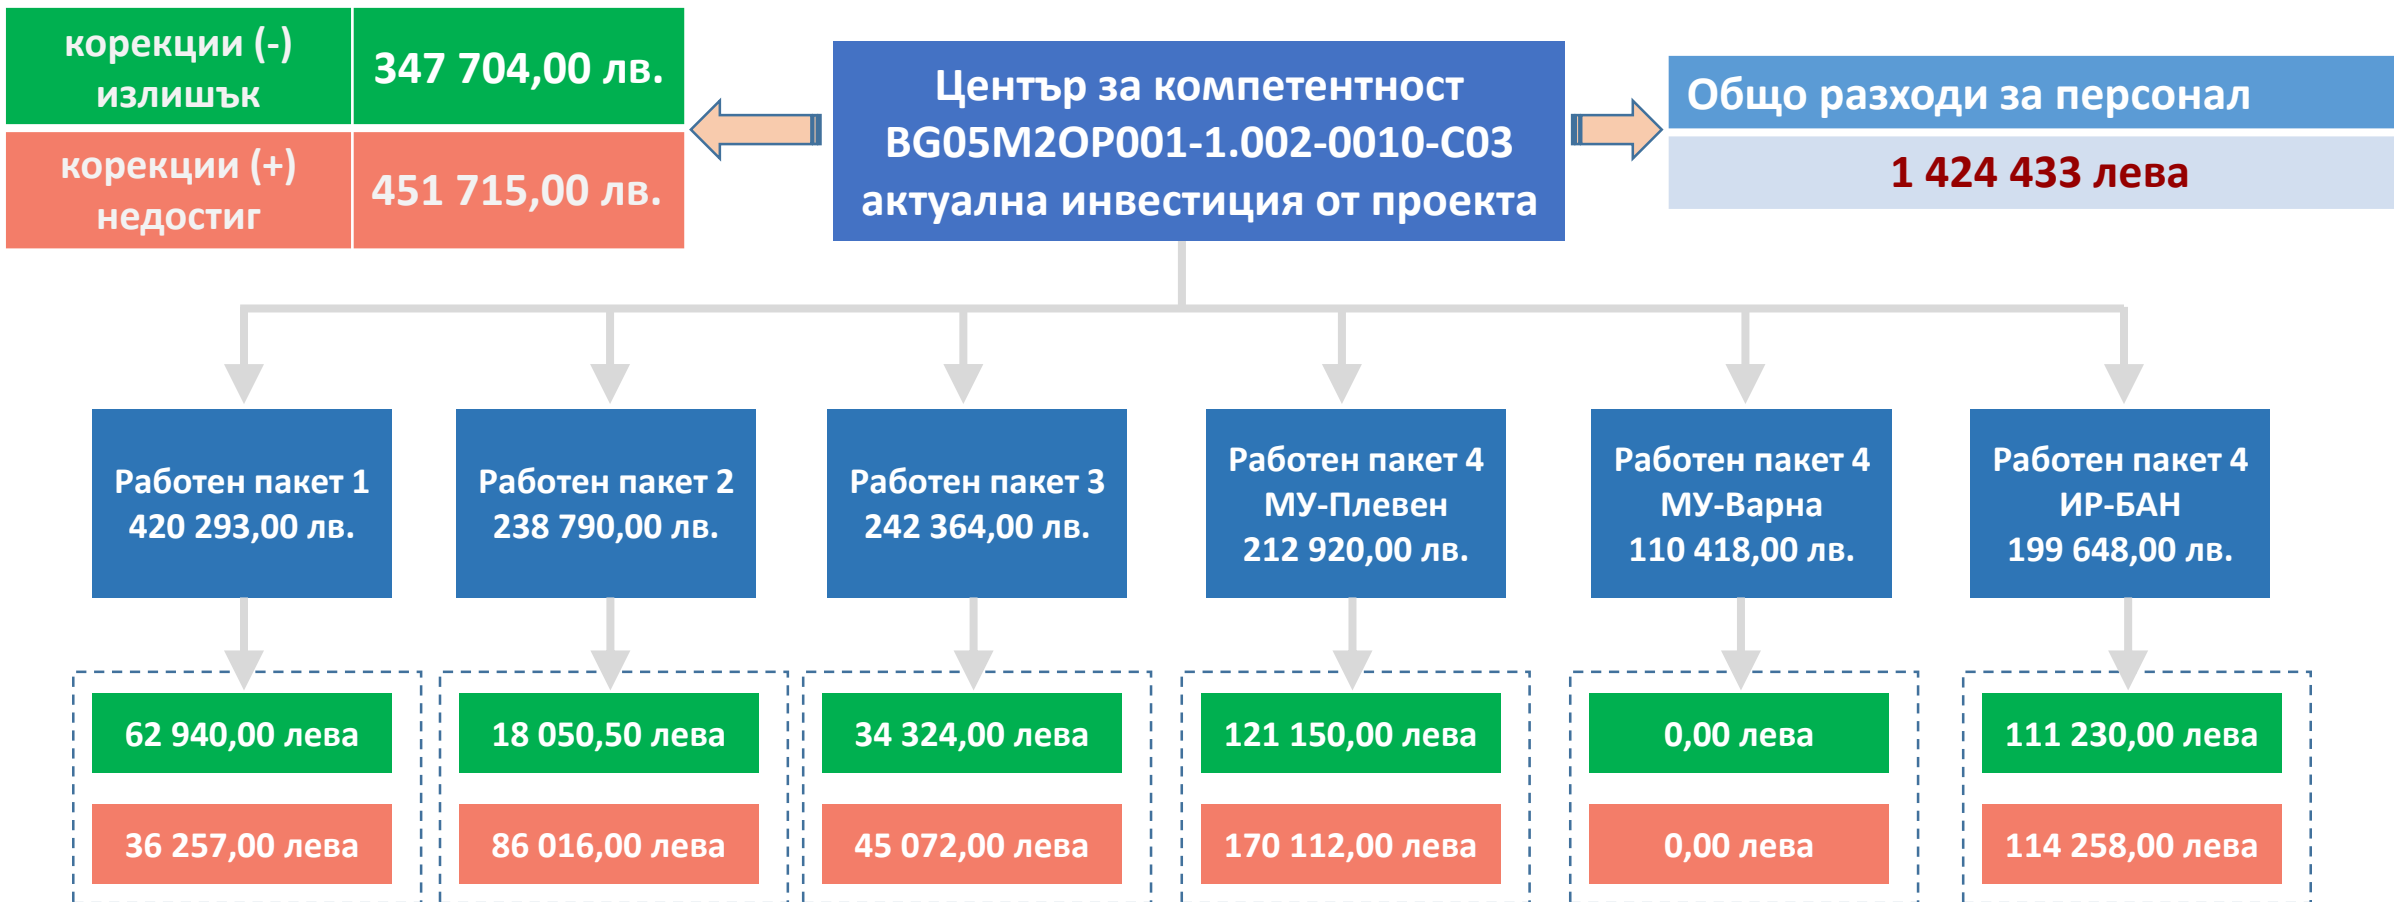 корекции (-)
излишък
347 704,00 лв.
корекции (+)
недостиг
451 715,00 лв.
Център за компетентност
BG05M2OP001-1.002-0010-C03
актуална инвестиция от проекта
Общо разходи за персонал
1 424 433 лева
Работен пакет 1
420 293,00 лв.
Работен пакет 2
238 790,00 лв.
Работен пакет 3
242 364,00 лв.
Работен пакет 4
МУ-Плевен
212 920,00 лв.
Работен пакет 4
МУ-Варна
110 418,00 лв.
Работен пакет 4
ИР-БАН
199 648,00 лв.
62 940,00 лева
18 050,50 лева
34 324,00 лева
121 150,00 лева
0,00 лева
111 230,00 лева
36 257,00 лева
86 016,00 лева
45 072,00 лева
170 112,00 лева
0,00 лева
114 258,00 лева